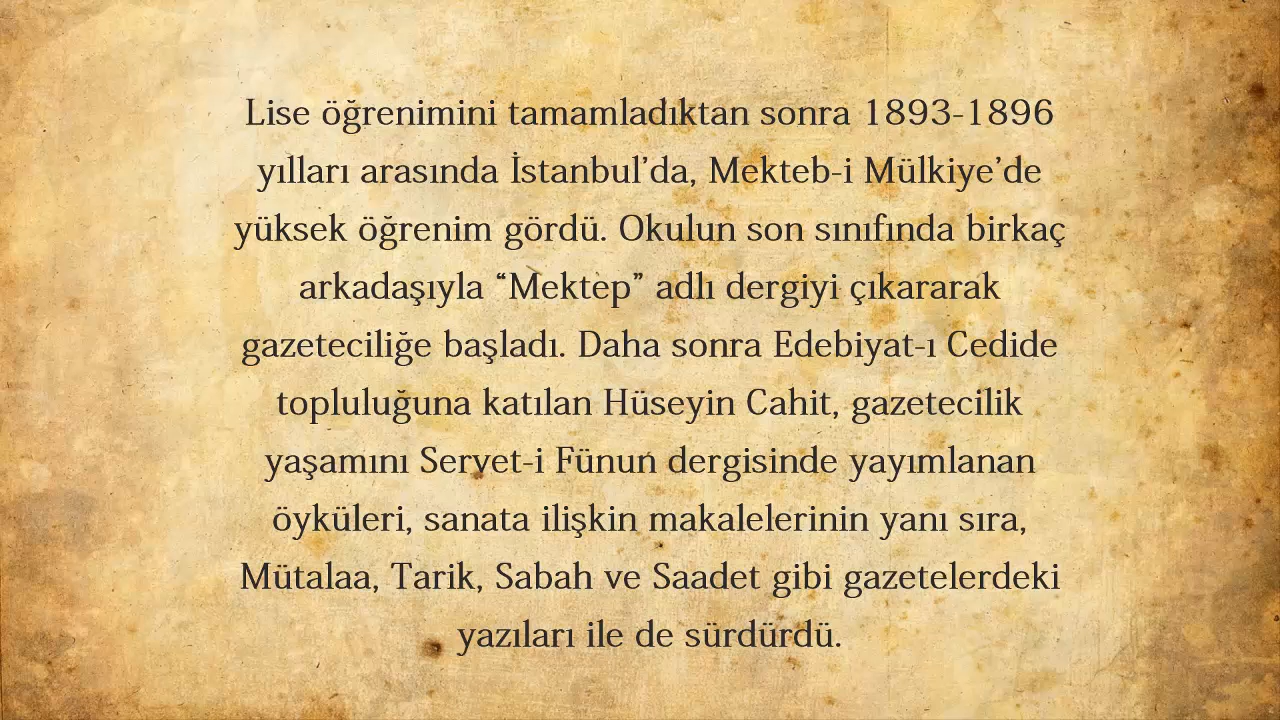 Lise öğrenimini tamamladıktan sonra 1893-1896
yılları arasında İstanbul’da, Mekteb-i Mülkiye’de
yüksek öğrenim gördü. Okulun son sınıfında birkaç
arkadaşıyla “Mektep” adlı dergiyi çıkararak
gazeteciliğe başladı. Daha sonra Edebiyat-ı Cedide
topluluğuna katılan Hüseyin Cahit, gazetecilik
yaşamını Servet-i Fünun dergisinde yayımlanan
öyküleri, sanata ilişkin makalelerinin yanı sıra,
Mütalaa, Tarik, Sabah ve Saadet gibi gazetelerdeki
yazıları ile de sürdürdü.